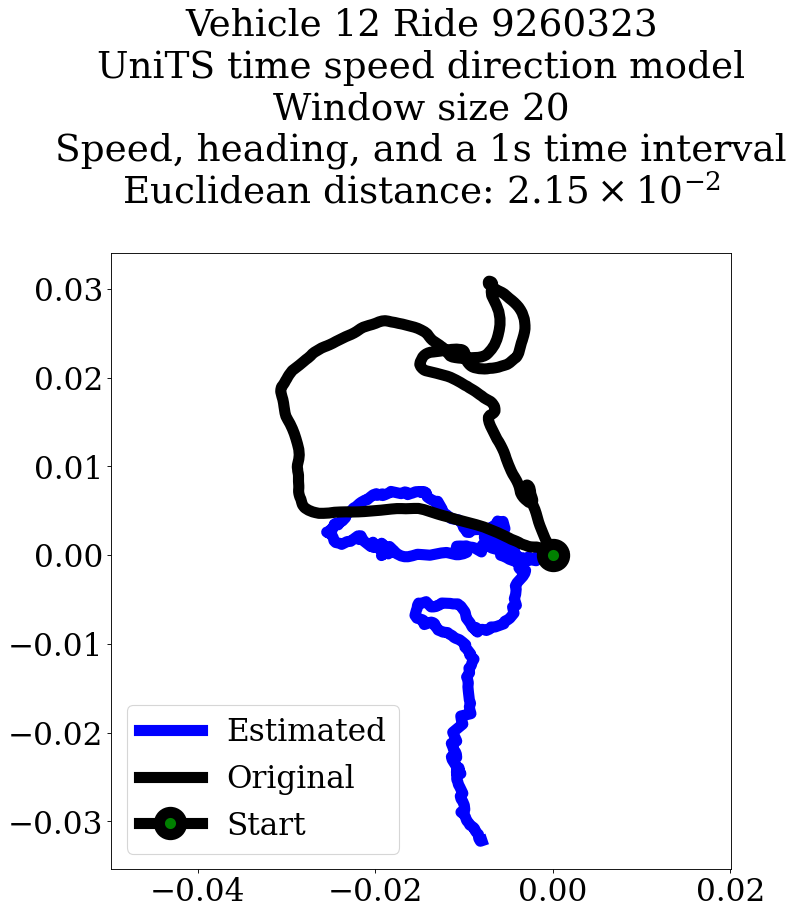 Vehicle 12 Ride 9260323
UniTS time speed direction model
Window size 20
Speed, heading, and a 1s time interval
Euclidean distance: 2.15 × 10⁻²
0.03
0.02
0.01
0.00
−0.01
−0.02
−0.03
Estimated
Original
Start
−0.04
−0.02
0.00
0.02